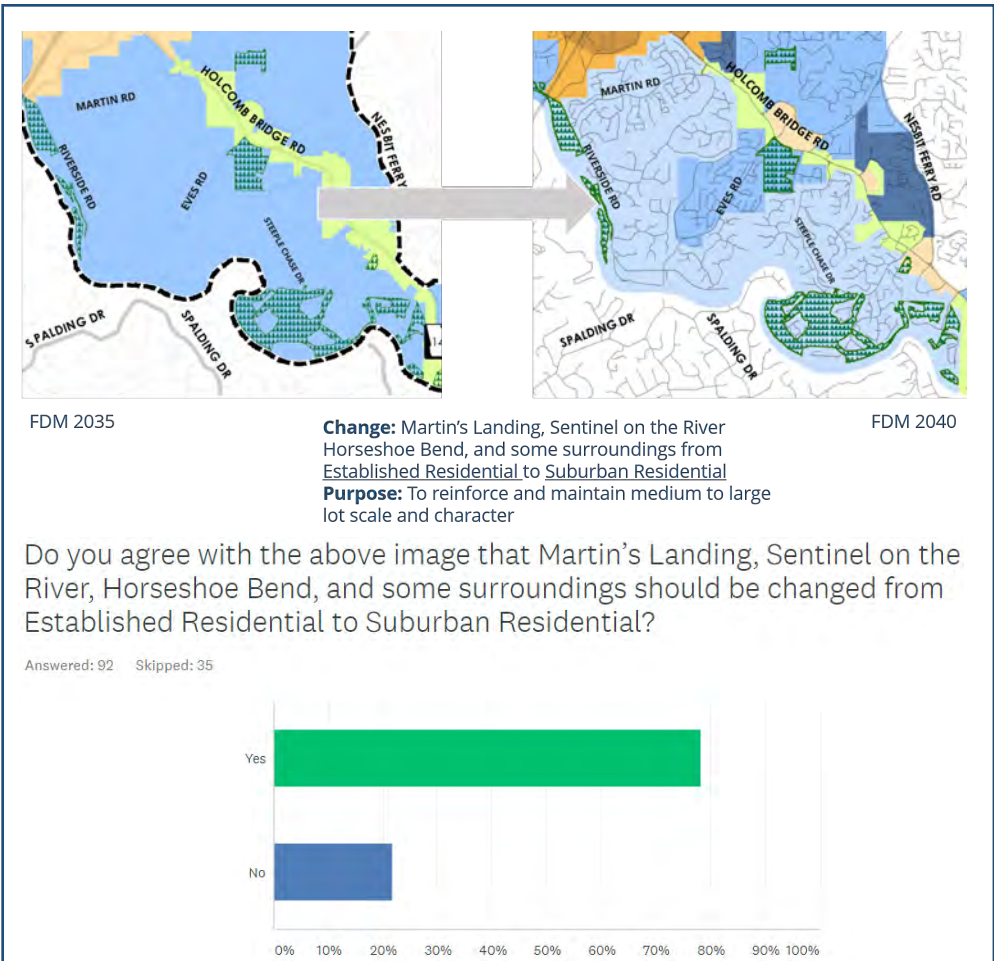 HOLCOMB BRIDGE RD
MARTIN RD
NESBIT FERRY
RIVERSIDE RD
EVES RD
STEEPLE CHASE DR
SPALDING DR
SPALDING DR
14
HOLCOMB BRIDGE RD
MARTIN RD
NESBIT FERRY RD
RIVERSIDE RD
EVES RD
STEEPLE CHASE DR
SPALDING DR
SPALDING DR
FDM 2035
FDM 2040
Change: Martin’s Landing, Sentinel on the River
Horseshoe Bend, and some surroundings from
Established Residential to Suburban Residential
Purpose: To reinforce and maintain medium to large
lot scale and character
Do you agree with the above image that Martin’s Landing, Sentinel on the
River, Horseshoe Bend, and some surroundings should be changed from
Established Residential to Suburban Residential?
Answered: 92 Skipped: 35
Yes
No
0% 10% 20% 30% 40% 50% 60% 70% 80% 90% 100%